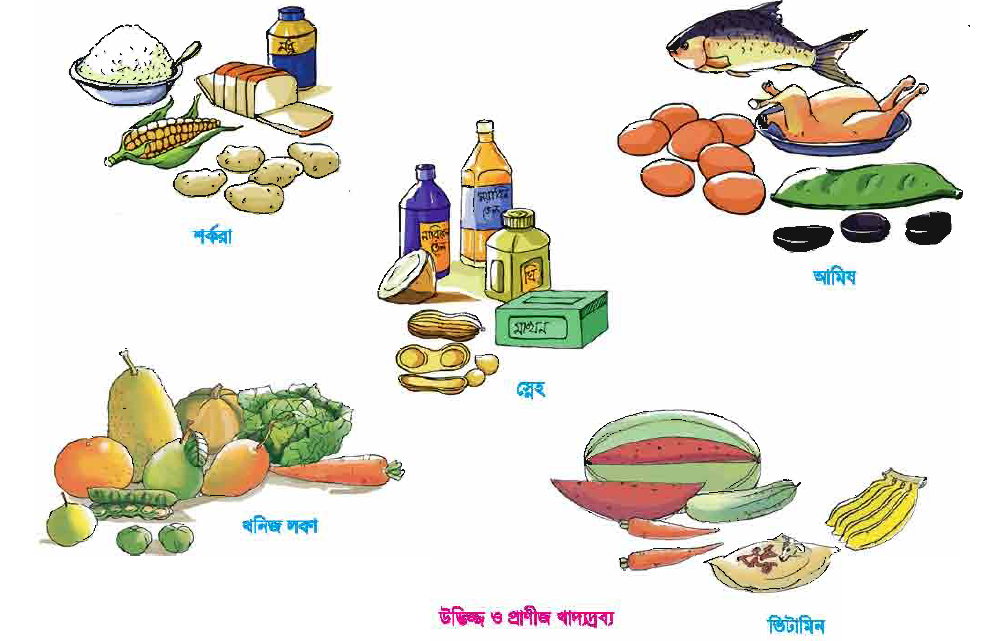 মধু
শর্করা
সয়াবিন
তেল
নারিকেল
তেল
ঘি
মাখন
আমিষ
স্নেহ
খনিজ লবণ
ভিটামিন
উদ্ভিজ্জ ও প্রাণীজ খাদ্যদ্রব্য